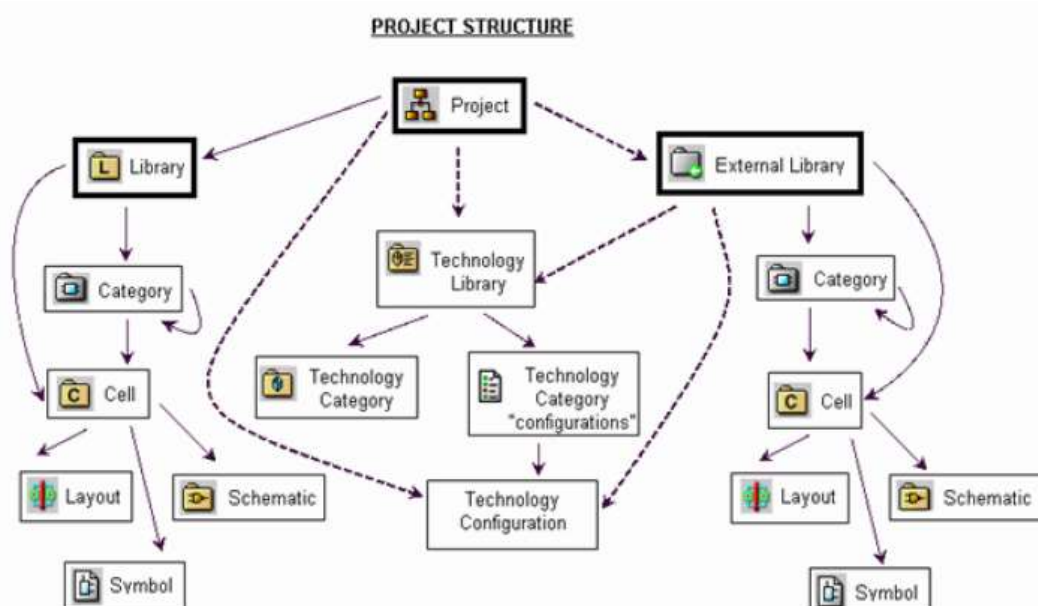 PROJECT STRUCTURE
Project
Library
External Library
Technology
Library
Category
Category
Technology
Category
Technology
Category
"configurations"
Cell
Cell
Layout
Schematic
Technology
Configuration
Layout
Schematic
Symbol
Symbol
L
C
C